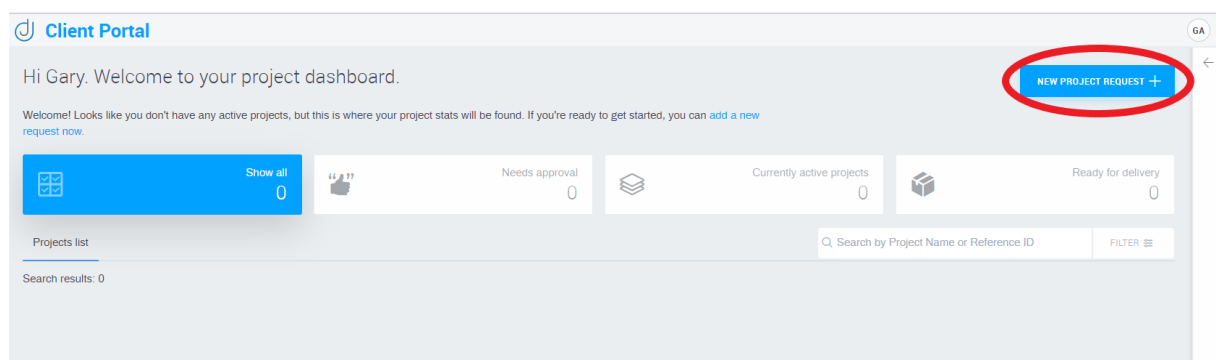 Client Portal
GA
Hi Gary. Welcome to your project dashboard.
NEW PROJECT REQUEST +
Welcome! Looks like you don't have any active projects, but this is where your project stats will be found. If you're ready to get started, you can add a new
request now.
Show all
0
Needs approval
0
Currently active projects
0
Ready for delivery
0
Projects list
Search by Project Name or Reference ID
FILTER
Search results: 0